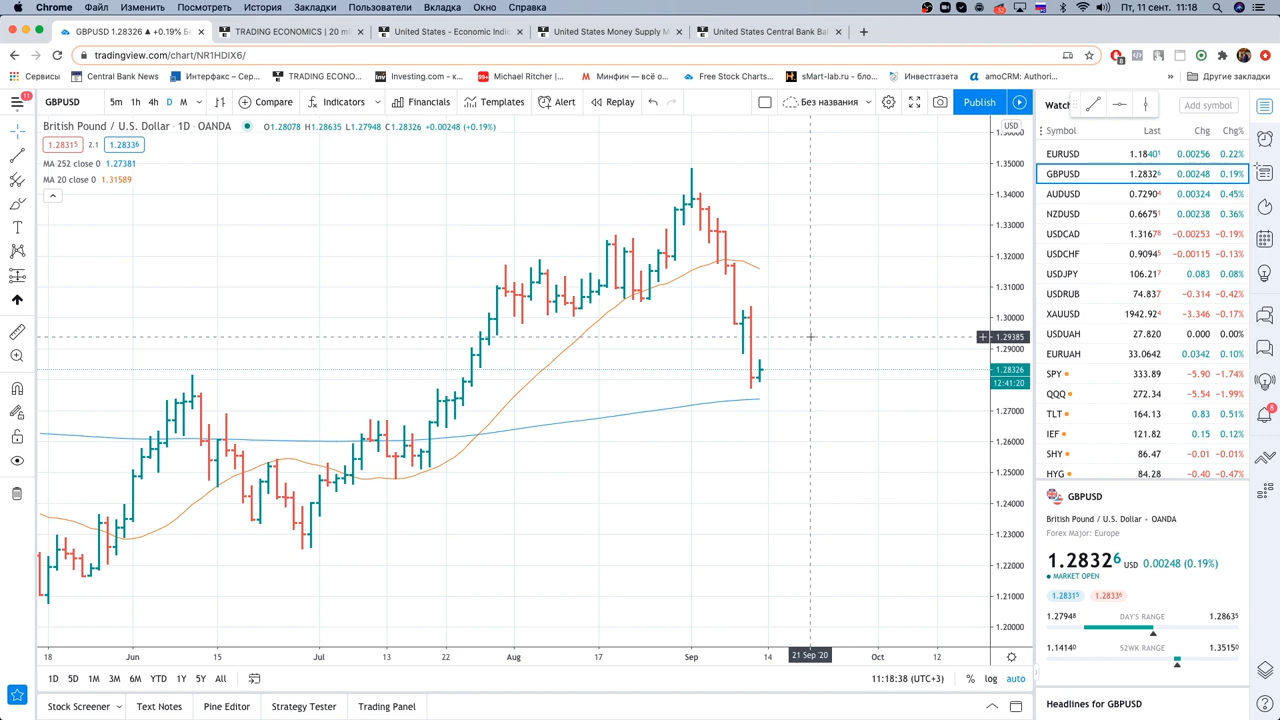 Chrome Файл Изменить Посмотреть История Закладки Пользователи Вкладка Окно Справка Пт, 11 сент. 11:18
GBPUSD 1.28326 ▲ +0.19% Бе × TRADING ECONOMICS | 20 mi × United States - Economic Indic × United States Money Supply M × United States Central Bank Bal × +
tradingview.com/chart/NR1HDIX6/
Сервисы Central Bank News Интерфакс – Сер... TRADING ECONO... Investing.com - к... Michael Ritcher |... Минфин — всё о... Free Stock Charts... sMart-lab.ru - бло... Инвестгазета amoCRM: Authori... » Другие закладки
11 GBPUSD 5m 1h 4h D M Compare Indicators Financials Templates Alert Replay Без названия Publish Watch Add symbol
British Pound / U.S. Dollar · 1D · OANDA O1.28078 H1.28635 L1.27948 C1.28326 +0.00248 (+0.19%)
1.28315 2.1 1.28336
MA 252 close 0 1.27381
MA 20 close 0 1.31589
USD
1.35000
1.34000
1.33000
1.32000
1.31000
1.30000
1.29385
1.29000
1.28326
12:41:20
1.27000
1.26000
1.25000
1.24000
1.23000
1.22000
1.21000
1.20000
18 Jun 15 Jul 13 22 Aug 17 Sep 14 21 Sep '20 Oct 12
1D 5D 1M 3M 6M YTD 1Y 5Y All 11:18:38 (UTC+3) % log auto
Stock Screener Text Notes Pine Editor Strategy Tester Trading Panel
Symbol Last Chg Chg%
EURUSD 1.18401 0.00256 0.22%
GBPUSD 1.28326 0.00248 0.19%
AUDUSD 0.72904 0.00324 0.45%
NZDUSD 0.66751 0.00238 0.36%
USDCAD 1.31678 −0.00253 −0.19%
USDCHF 0.90945 −0.00115 −0.13%
USDJPY 106.217 0.083 0.08%
USDRUB 74.837 −0.314 −0.42%
XAUUSD 1942.924 −3.346 −0.17%
USDUAH 27.820 0.000 0.00%
EURUAH 33.0642 0.0342 0.10%
SPY 333.89 −5.90 −1.74%
QQQ 272.34 −5.54 −1.99%
TLT 164.13 0.83 0.51%
IEF 121.82 0.15 0.12%
SHY 86.47 −0.01 −0.01%
HYG 84.28 −0.40 −0.47%
GBPUSD
British Pound / U.S. Dollar • OANDA
Forex Major: Europe
1.28326 USD 0.00248 (0.19%)
MARKET OPEN
1.28315 1.28336
1.27948 DAY'S RANGE 1.28635
1.14140 52WK RANGE 1.35150
Headlines for GBPUSD